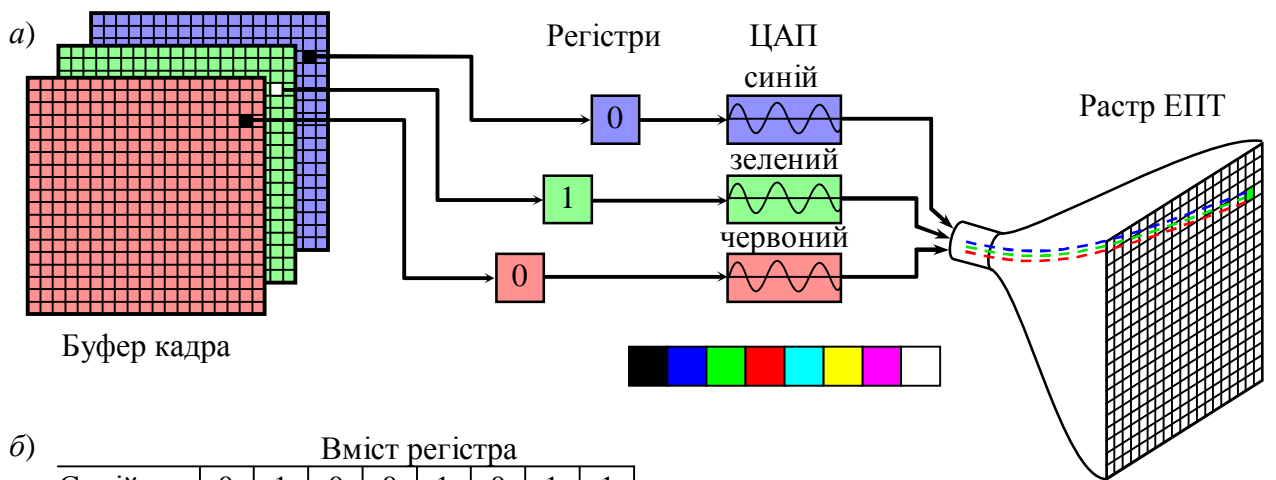 а)
Регістри
ЦАП
синій
0
Растр ЕПТ
зелений
1
червоний
0
Буфер кадра
б)
Вміст регістра
0 1 0 0 1 0 1 1